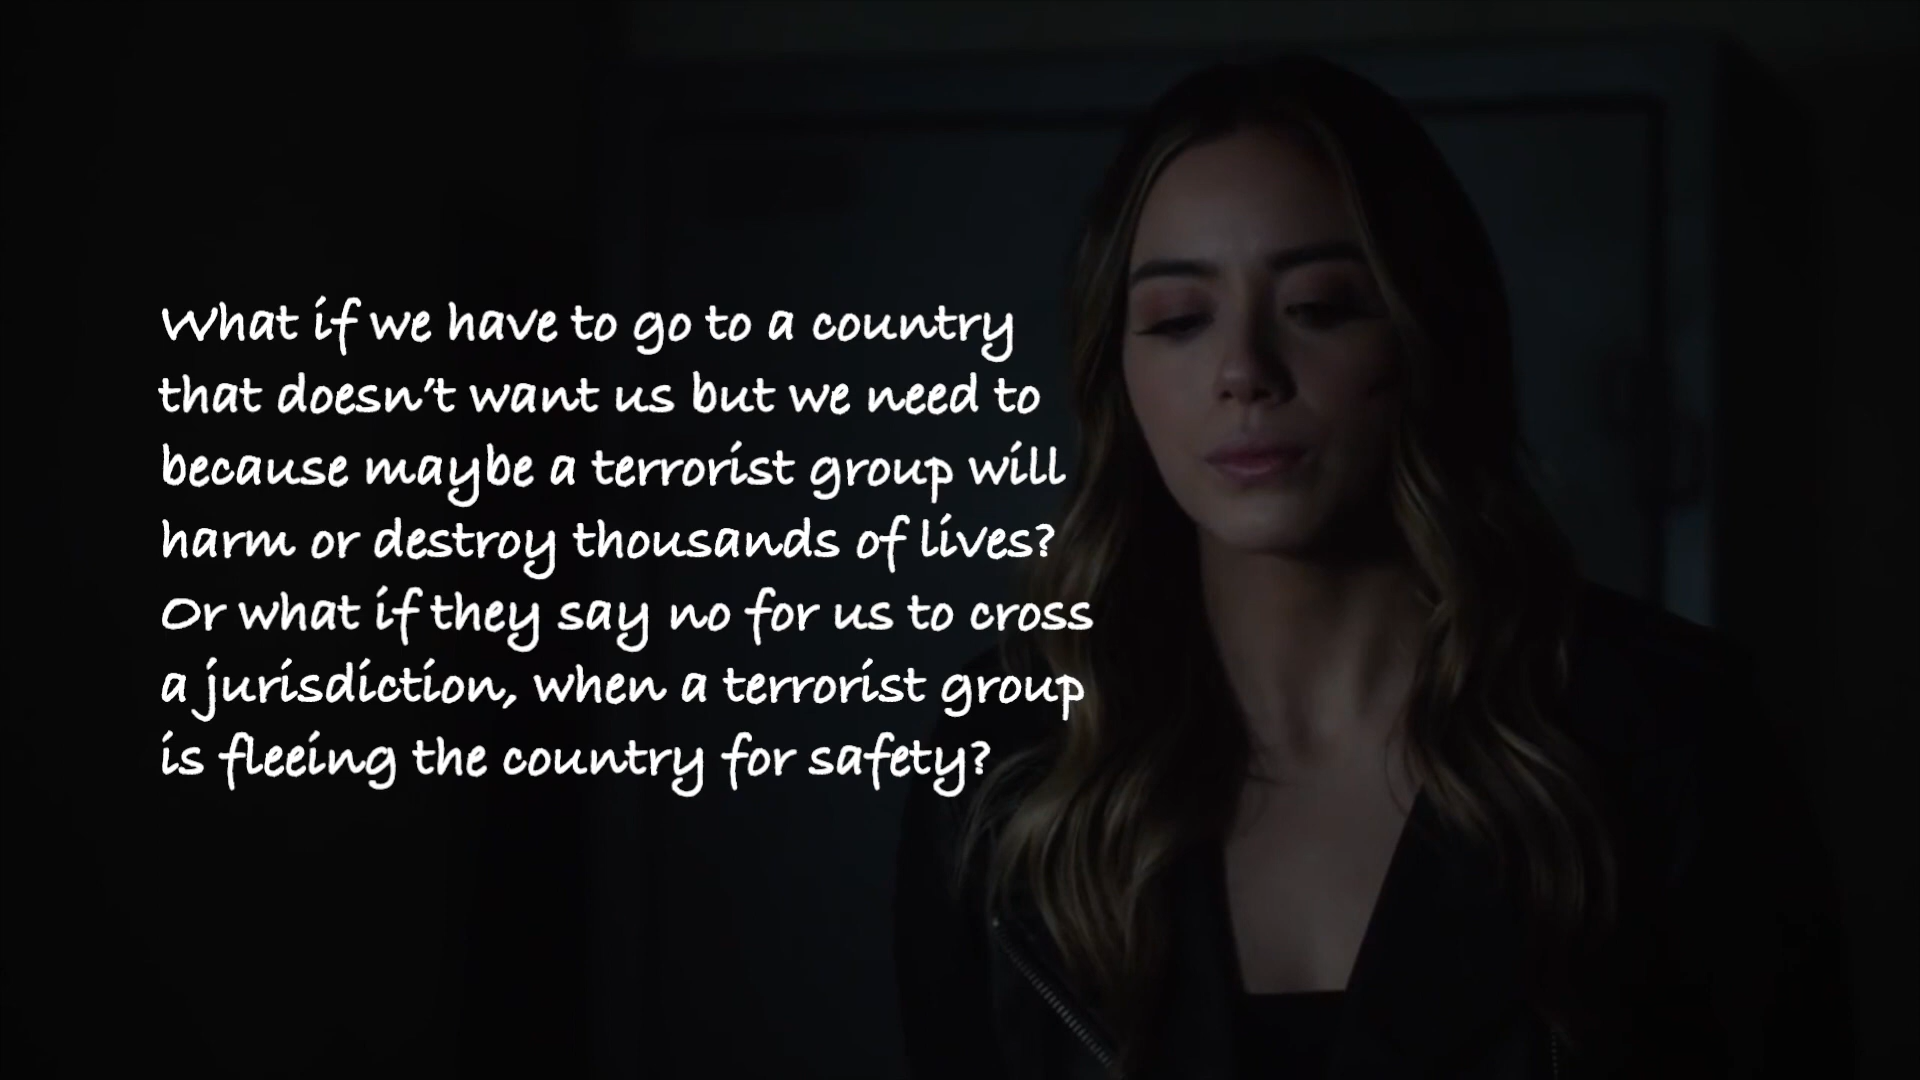 What if we have to go to a country
that doesn't want us but we need to
because maybe a terrorist group will
harm or destroy thousands of lives?
Or what if they say no for us to cross
a jurisdiction, when a terrorist group
is fleeing the country for safety?